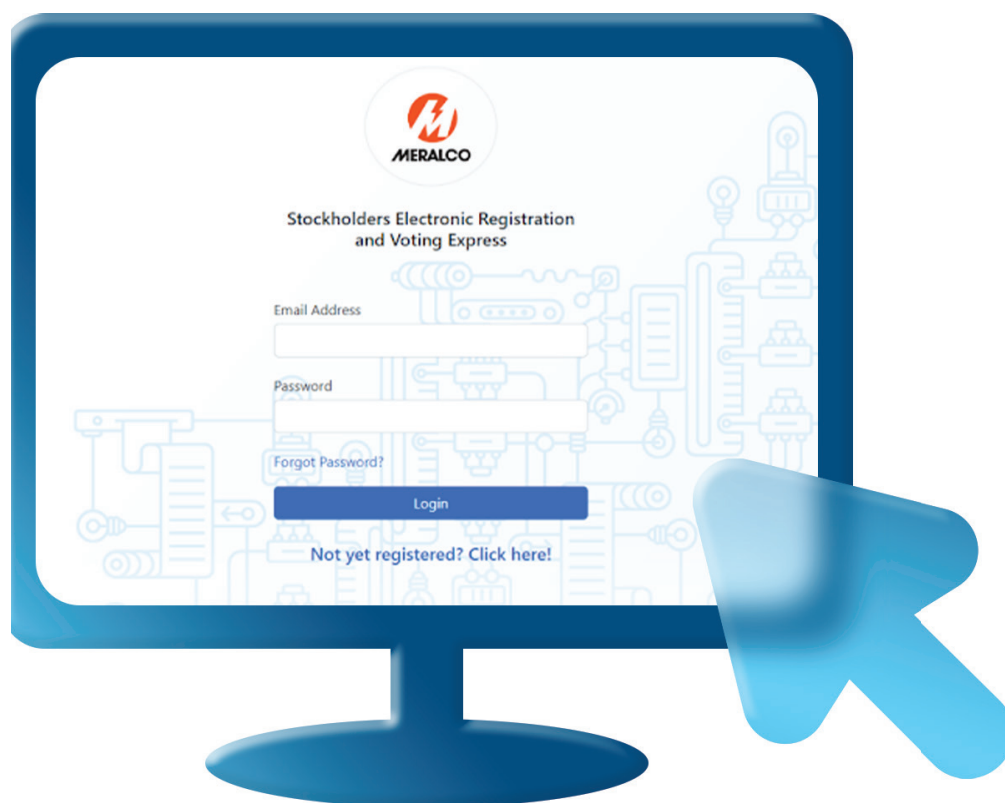 MERALCO
Stockholders Electronic Registration
and Voting Express
Email Address
Password
Forgot Password?
Login
Not yet registered? Click here!